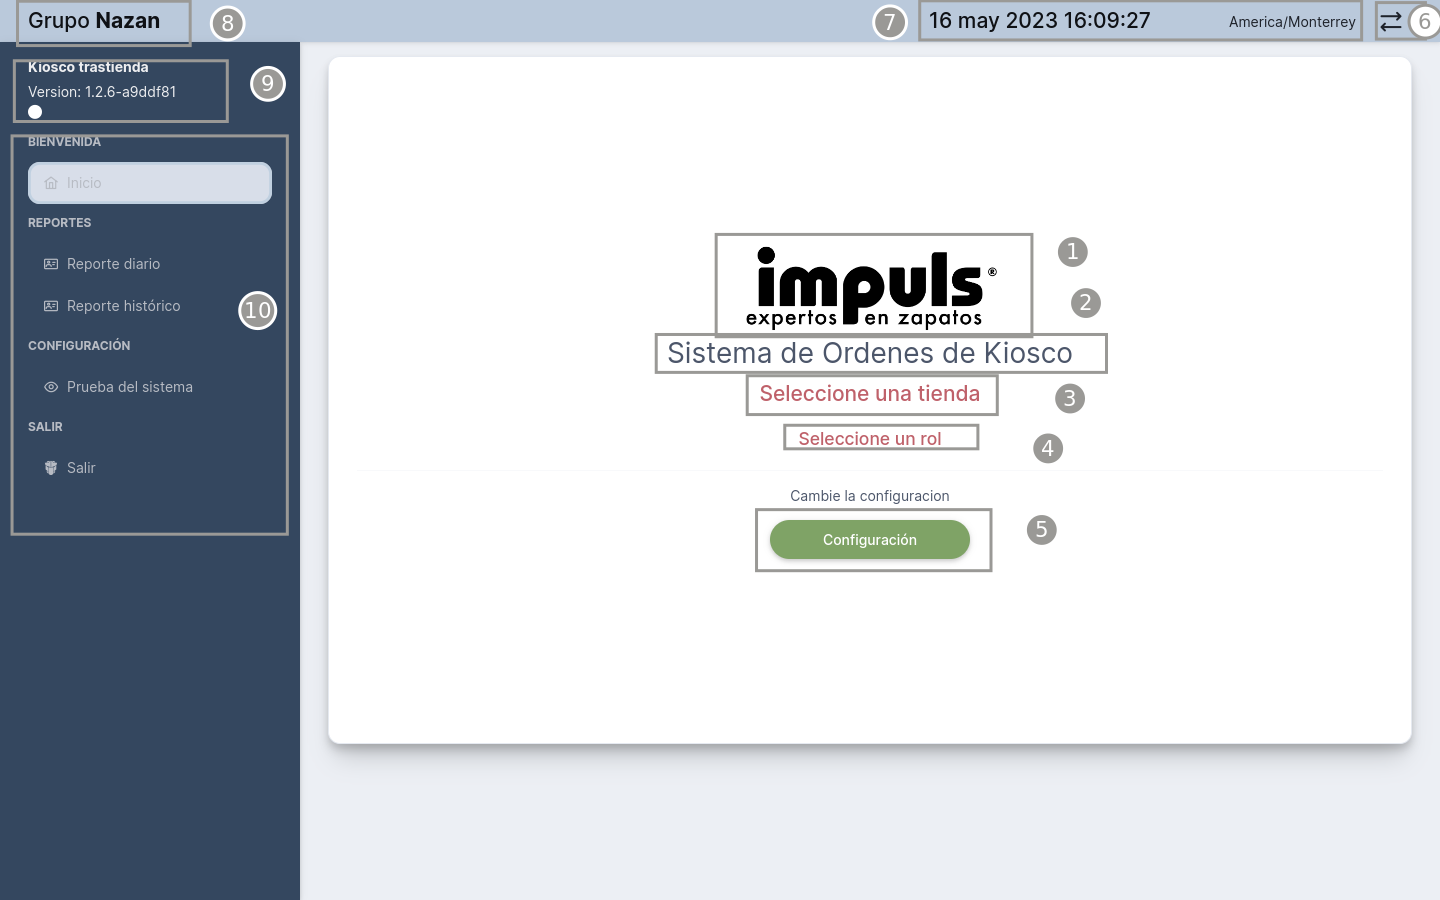 Grupo Nazan
8
7
16 may 2023 16:09:27
America/Monterrey
6
Kiosco trastienda
Version: 1.2.6-a9ddf81
9
BIENVENIDA
Inicio
REPORTES
Reporte diario
Reporte histórico
10
CONFIGURACIÓN
Prueba del sistema
SALIR
Salir
impuls®
expertos en zapatos
1
2
Sistema de Ordenes de Kiosco
Seleccione una tienda
3
Seleccione un rol
4
Cambie la configuracion
Configuración
5